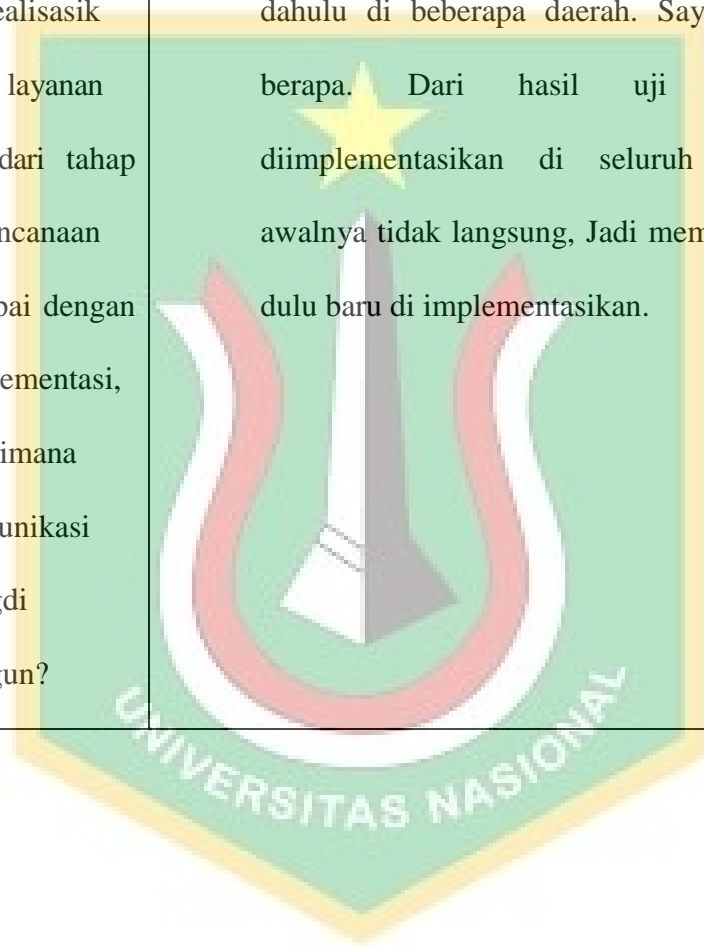 ealisasik
layanan
dari tahap
ncanaan
pai dengan
ementasi,
imana
unikasi
gdi
gun?
dahulu di beberapa daerah. Say
berapa. Dari hasil uji
diimplementasikan di seluruh
awalnya tidak langsung, Jadi mem
dulu baru di implementasikan.
UNIVERSITAS NASIONAL